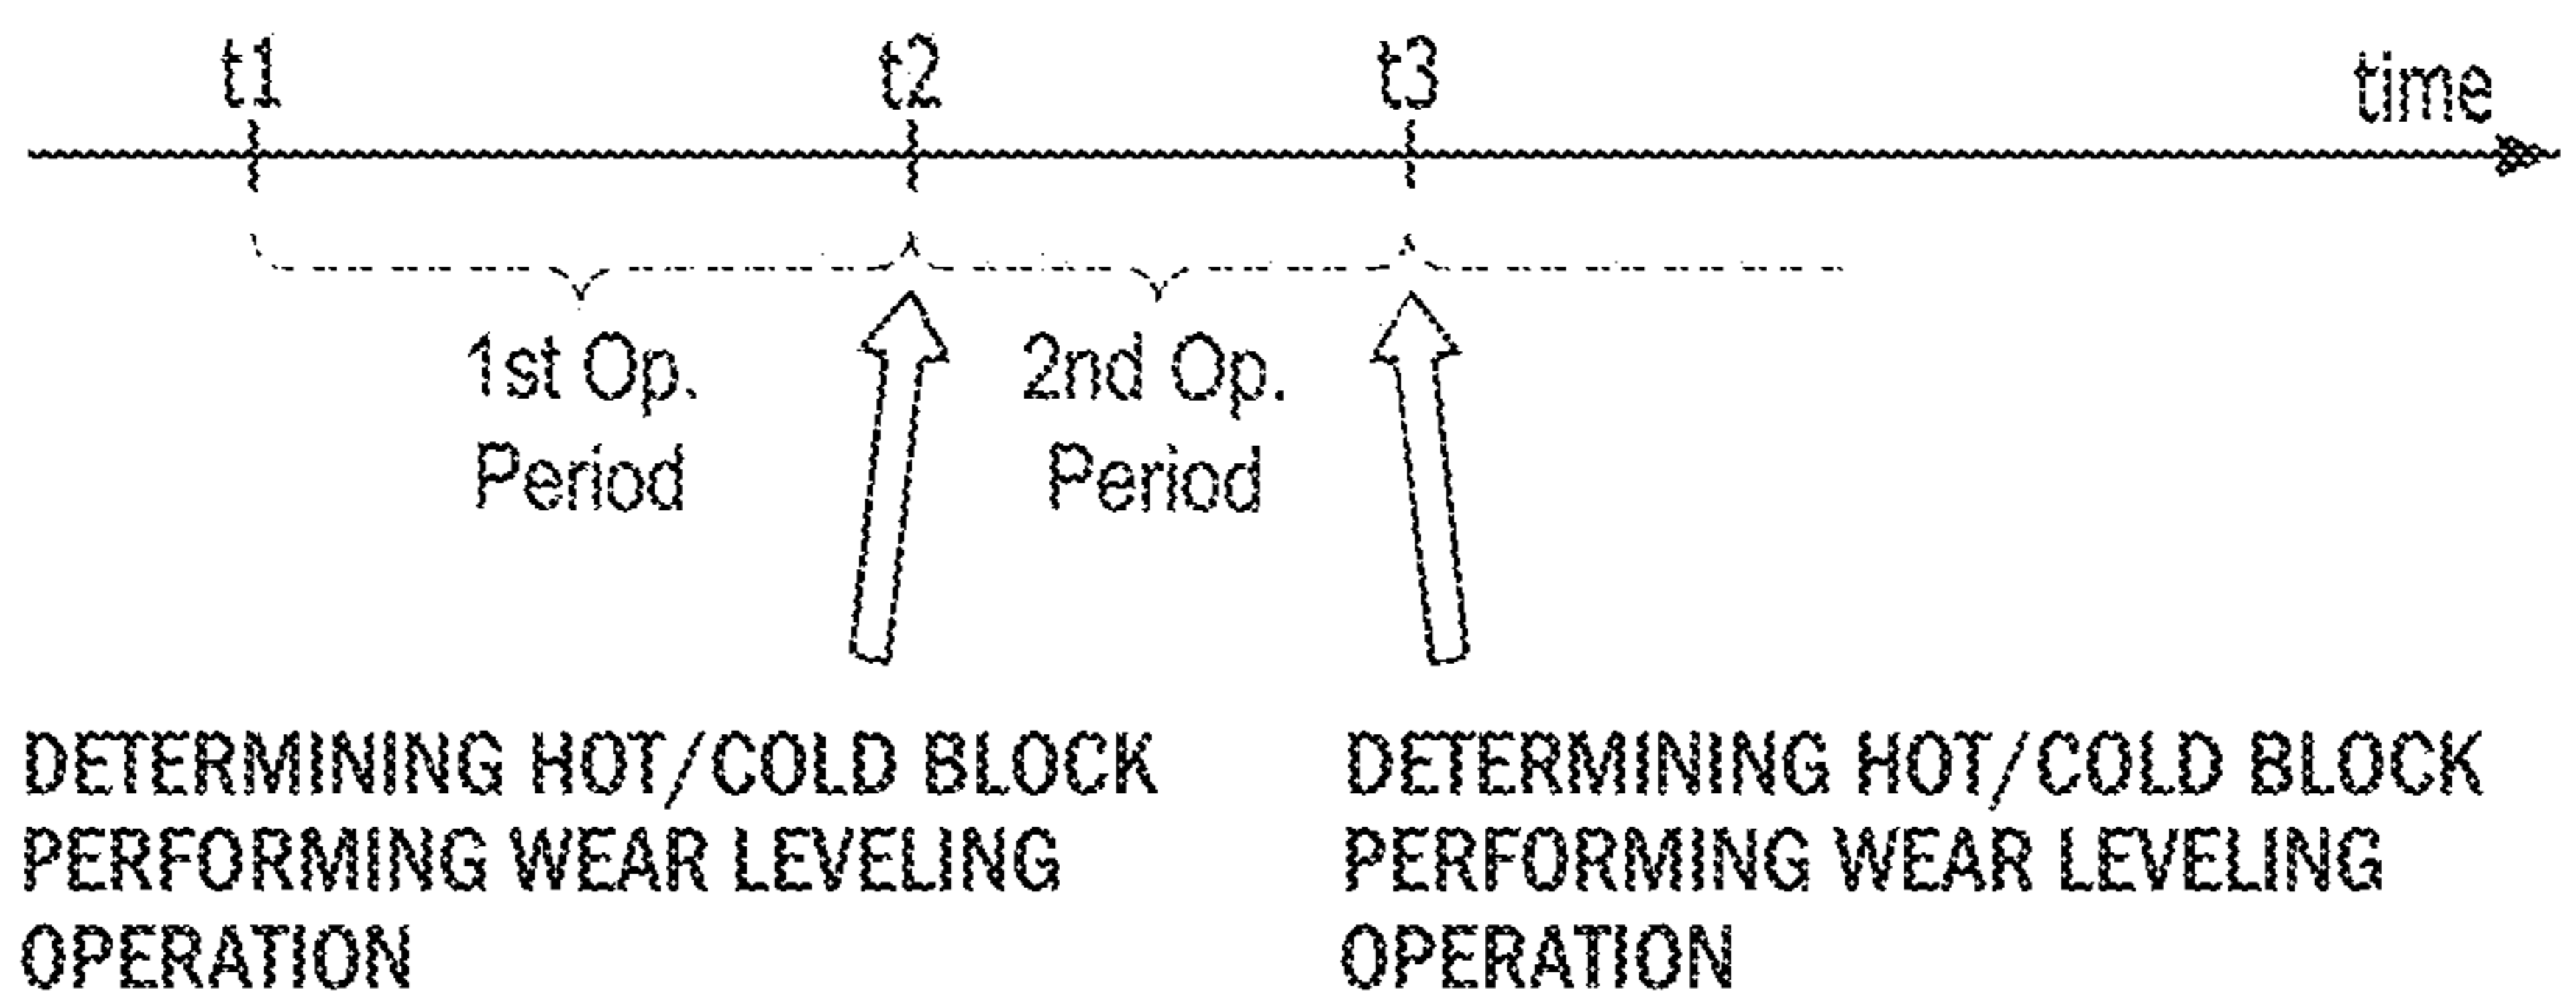 t1
t2
t3
time
1st Op.
Period
2nd Op.
Period
DETERMINING HOT/COLD BLOCK
PERFORMING WEAR LEVELING
OPERATION
DETERMINING HOT/COLD BLOCK
PERFORMING WEAR LEVELING
OPERATION